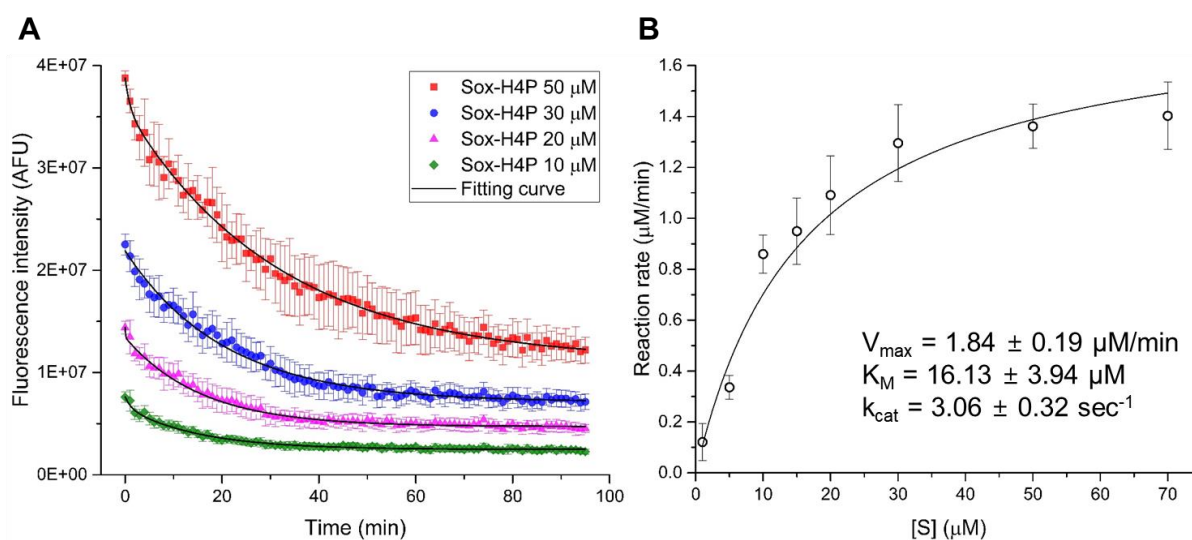 A
Fluorescence intensity (AFU)
4E+07
3E+07
2E+07
1E+07
0E+00
Sox-H4P 50 μM
Sox-H4P 30 μM
Sox-H4P 20 μM
Sox-H4P 10 μM
Fitting curve
0
20
40
60
80
100
Time (min)
B
Reaction rate (μM/min)
1.6
1.4
1.2
1.0
0.8
0.6
0.4
0.2
0.0
Vmax = 1.84 ± 0.19 μM/min
KM = 16.13 ± 3.94 μM
kcat = 3.06 ± 0.32 sec-1
0
10
20
30
40
50
60
70
[S] (μM)